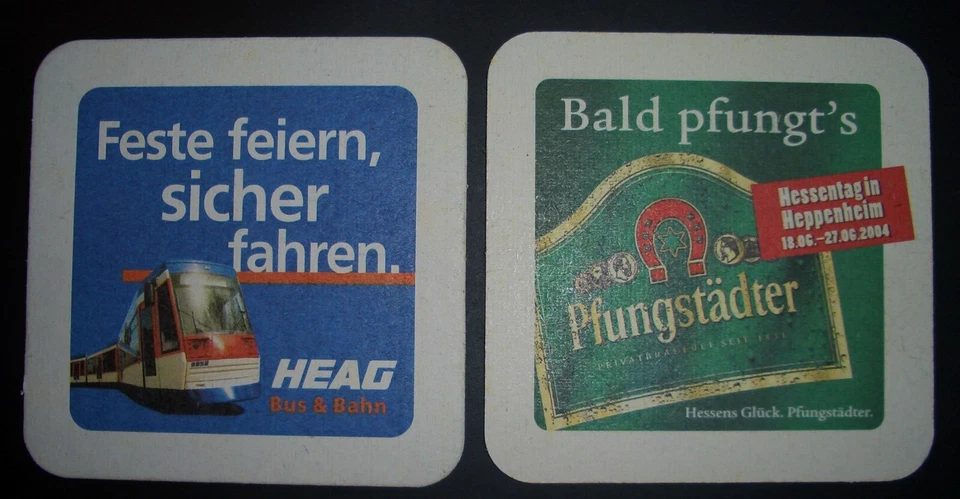 Feste feiern,
sicher
fahren.
HEAG
Bus & Bahn
Bald pfungt's
Hessentag in
Heppenheim
18.06.–27.06.2004
Pfungstädter
Hessens Glück. Pfungstädter.